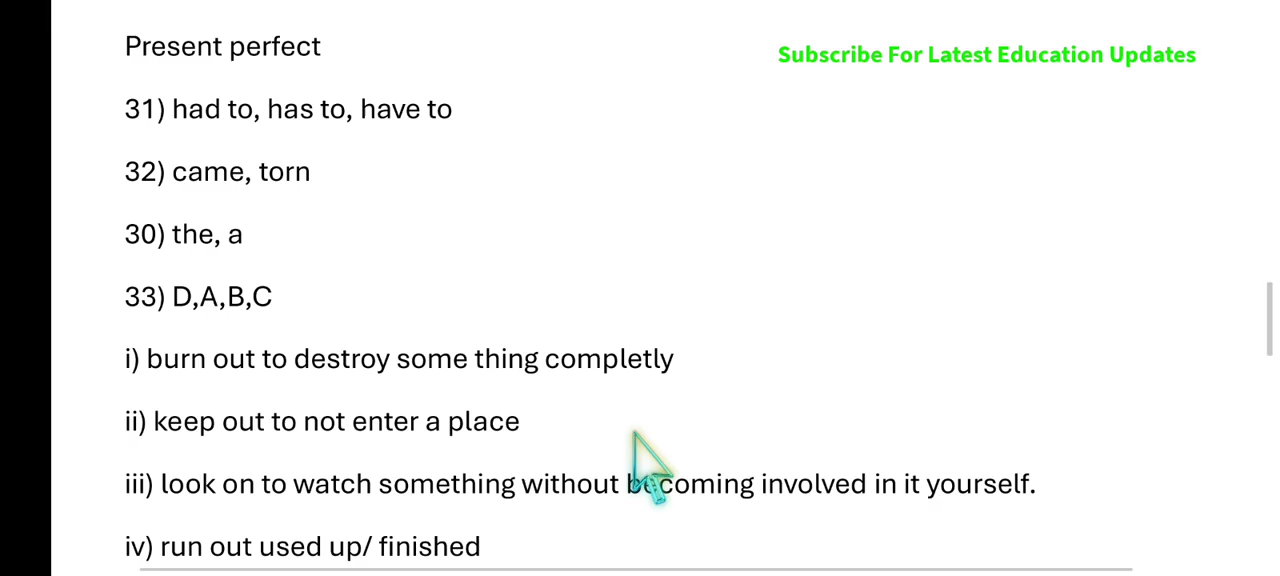 Present perfect
Subscribe For Latest Education Updates
31) had to, has to, have to
32) came, torn
30) the, a
33) D,A,B,C
i) burn out to destroy some thing completly
ii) keep out to not enter a place
iii) look on to watch something without becoming involved in it yourself.
iv) run out used up/ finished